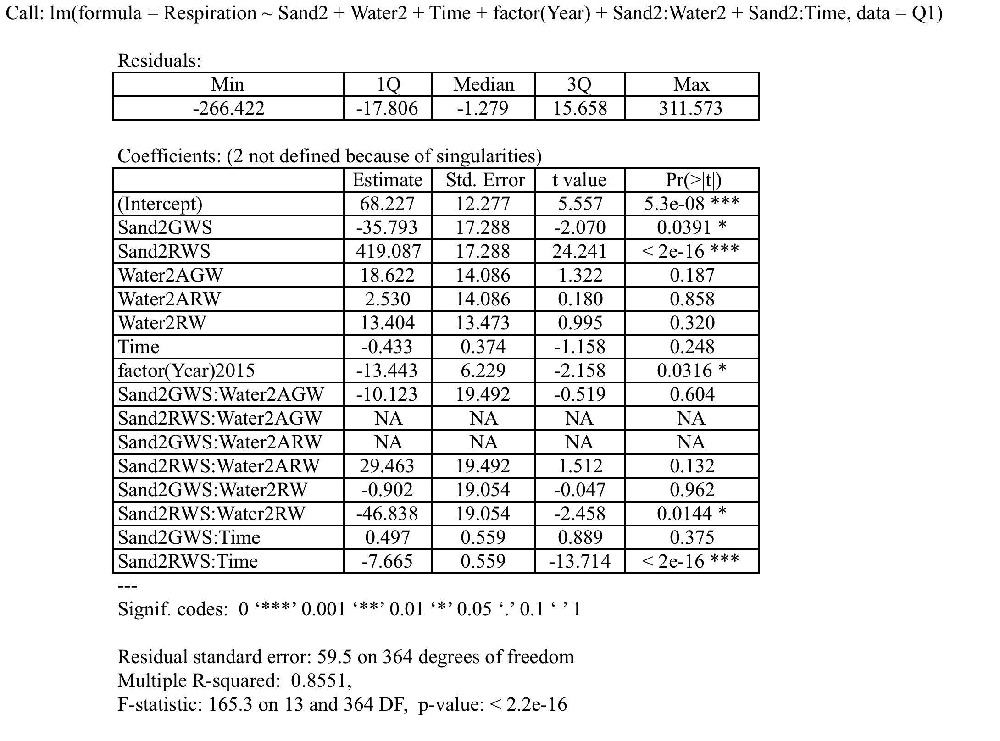 Call: lm(formula = Respiration ~ Sand2 + Water2 + Time + factor(Year) + Sand2:Water2 + Sand2:Time, data = Q1)
Residuals:
Min 1Q Median 3Q Max
-266.422 -17.806 -1.279 15.658 311.573
Coefficients: (2 not defined because of singularities)
Estimate Std. Error t value Pr(>|t|)
(Intercept) 68.227 12.277 5.557 5.3e-08 ***
Sand2GWS -35.793 17.288 -2.070 0.0391 *
Sand2RWS 419.087 17.288 24.241 < 2e-16 ***
Water2AGW 18.622 14.086 1.322 0.187
Water2ARW 2.530 14.086 0.180 0.858
Water2RW 13.404 13.473 0.995 0.320
Time -0.433 0.374 -1.158 0.248
factor(Year)2015 -13.443 6.229 -2.158 0.0316 *
Sand2GWS:Water2AGW -10.123 19.492 -0.519 0.604
Sand2RWS:Water2AGW NA NA NA NA
Sand2GWS:Water2ARW NA NA NA NA
Sand2RWS:Water2ARW 29.463 19.492 1.512 0.132
Sand2GWS:Water2RW -0.902 19.054 -0.047 0.962
Sand2RWS:Water2RW -46.838 19.054 -2.458 0.0144 *
Sand2GWS:Time 0.497 0.559 0.889 0.375
Sand2RWS:Time -7.665 0.559 -13.714 < 2e-16 ***
---
Signif. codes: 0 ‘***’ 0.001 ‘**’ 0.01 ‘*’ 0.05 ‘.’ 0.1 ‘ ’ 1
Residual standard error: 59.5 on 364 degrees of freedom
Multiple R-squared: 0.8551,
F-statistic: 165.3 on 13 and 364 DF, p-value: < 2.2e-16